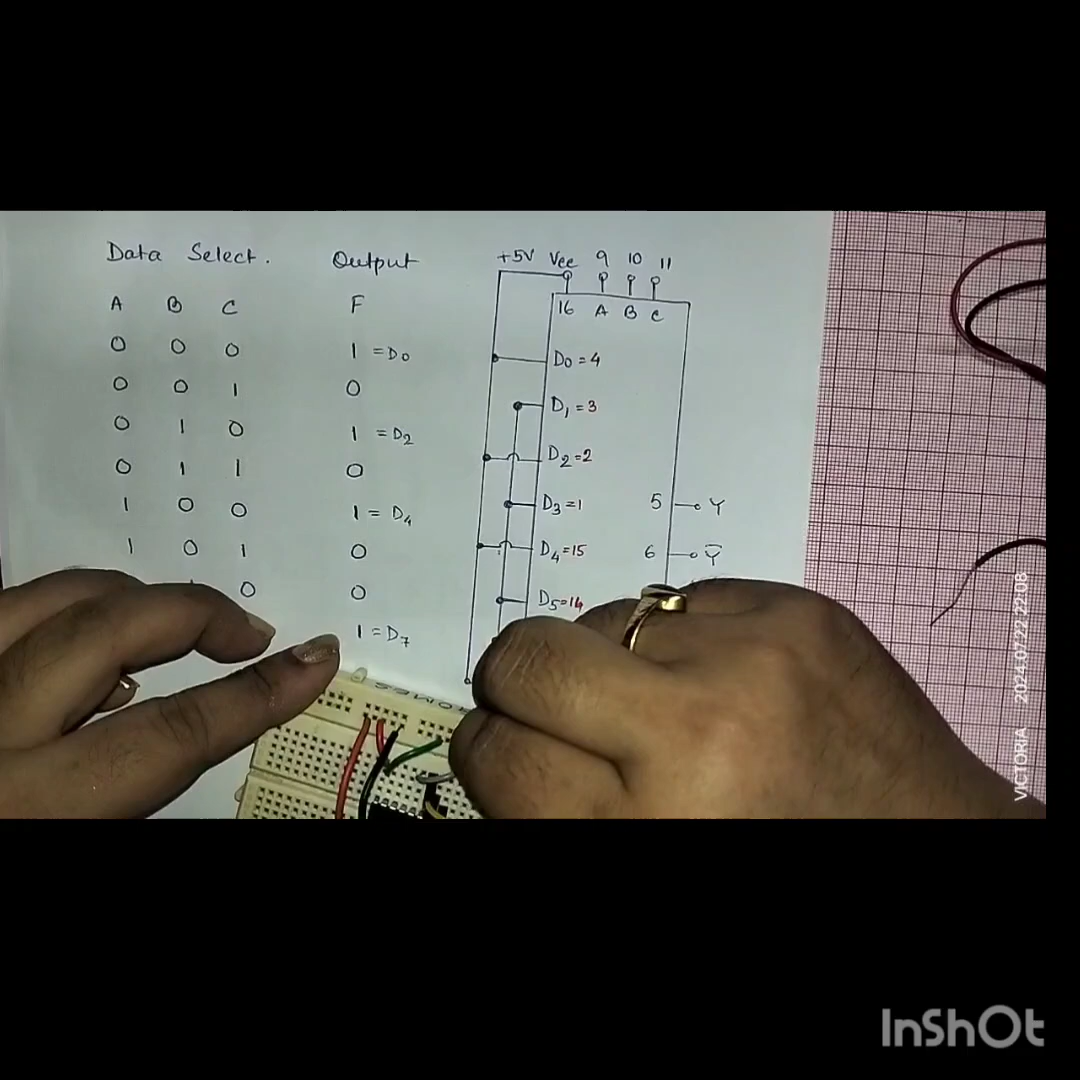 Data Select. Output
A B C F
0 0 0 1 = D0
0 0 1 0
0 1 0 1 = D2
0 1 1 0
1 0 0 1 = D4
1 0 1 0
0 0
1 = D7
+5V Vcc 9 10 11
16 A B C
D0 = 4
D1 = 3
D2 = 2
D3 = 1
D4 = 15
D5 = 14
5 Y
6 Y̅
VICTORIA 2024.07.22 22:08
InShOt